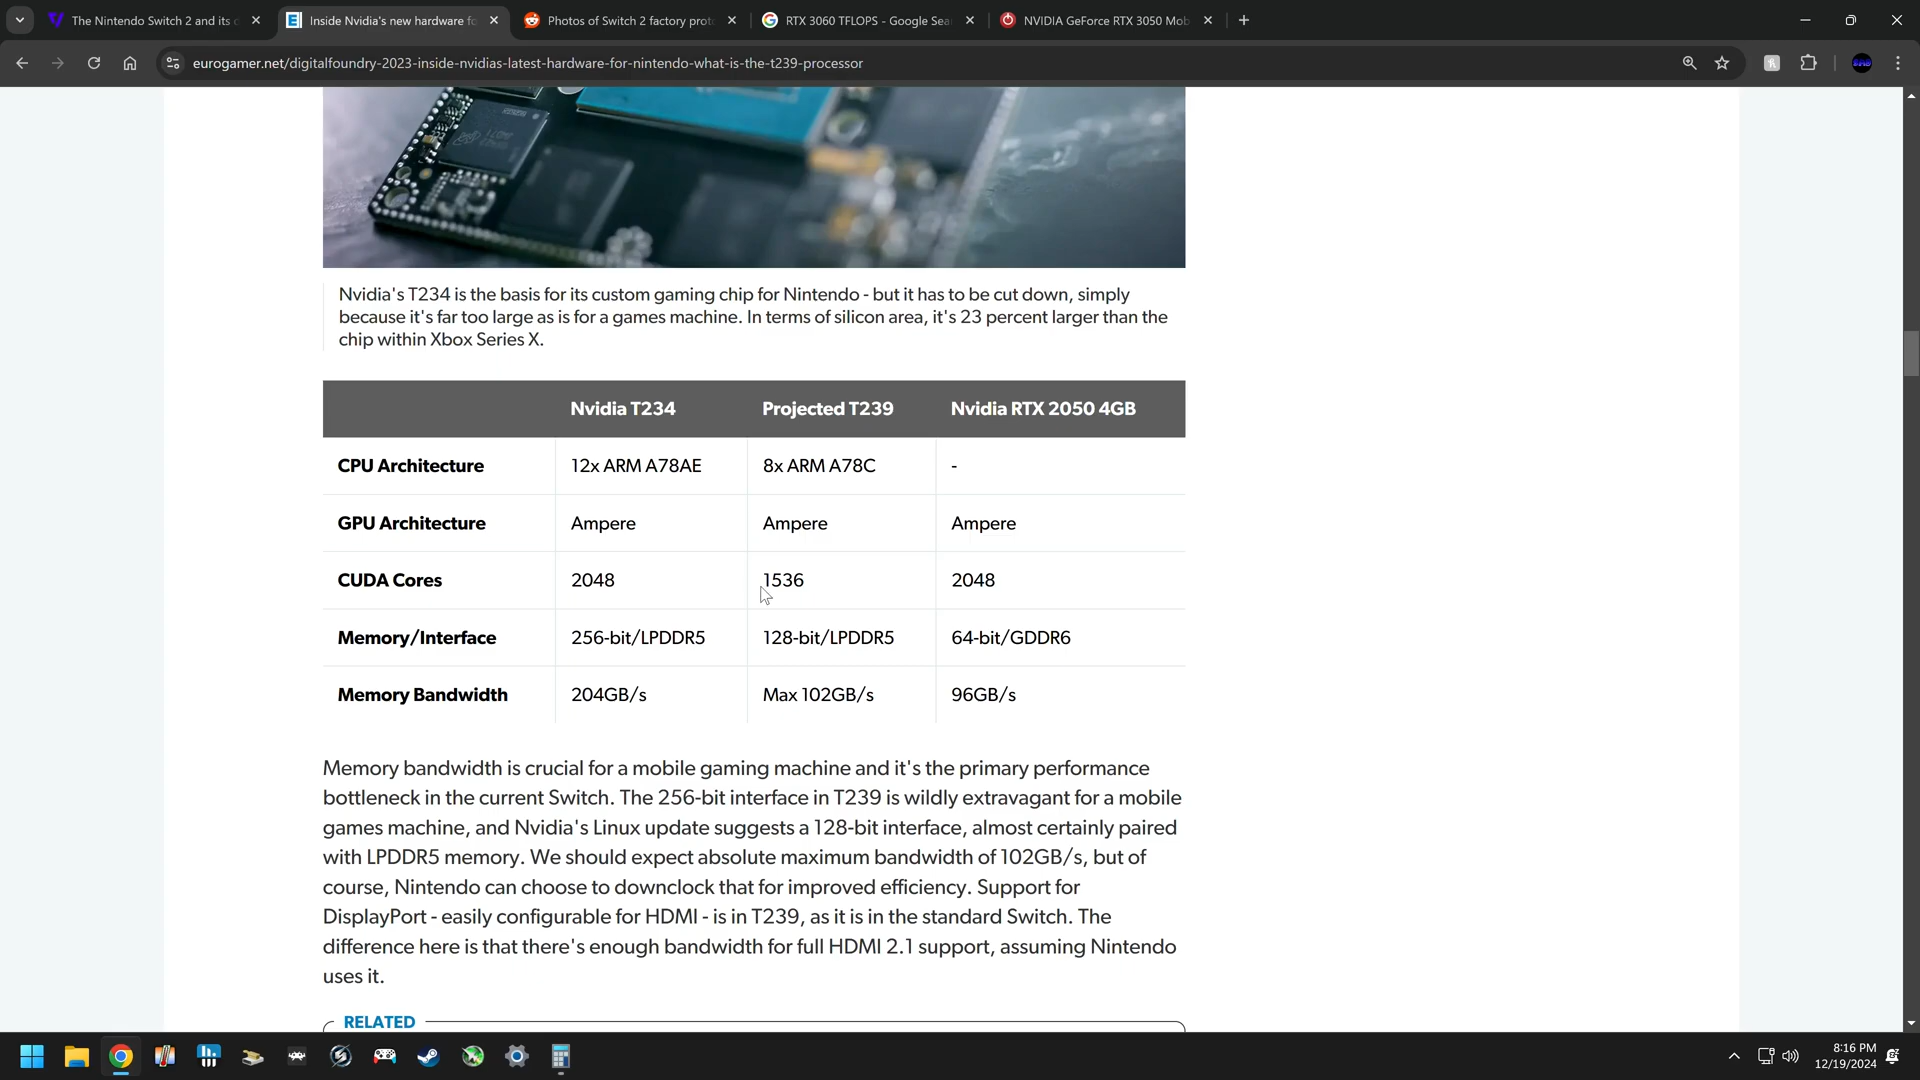 The Nintendo Switch 2 and its
Inside Nvidia's new hardware fo
Photos of Switch 2 factory prot
RTX 3060 TFLOPS - Google Sea
NVIDIA GeForce RTX 3050 Mob
eurogamer.net/digitalfoundry-2023-inside-nvidias-latest-hardware-for-nintendo-what-is-the-t239-processor
Nvidia's T234 is the basis for its custom gaming chip for Nintendo - but it has to be cut down, simply
because it's far too large as is for a games machine. In terms of silicon area, it's 23 percent larger than the
chip within Xbox Series X.
Nvidia T234 Projected T239 Nvidia RTX 2050 4GB
CPU Architecture 12x ARM A78AE 8x ARM A78C -
GPU Architecture Ampere Ampere Ampere
CUDA Cores 2048 1536 2048
Memory/Interface 256-bit/LPDDR5 128-bit/LPDDR5 64-bit/GDDR6
Memory Bandwidth 204GB/s Max 102GB/s 96GB/s
Memory bandwidth is crucial for a mobile gaming machine and it's the primary performance
bottleneck in the current Switch. The 256-bit interface in T239 is wildly extravagant for a mobile
games machine, and Nvidia's Linux update suggests a 128-bit interface, almost certainly paired
with LPDDR5 memory. We should expect absolute maximum bandwidth of 102GB/s, but of
course, Nintendo can choose to downclock that for improved efficiency. Support for
DisplayPort - easily configurable for HDMI - is in T239, as it is in the standard Switch. The
difference here is that there's enough bandwidth for full HDMI 2.1 support, assuming Nintendo
uses it.
RELATED
8:16 PM
12/19/2024